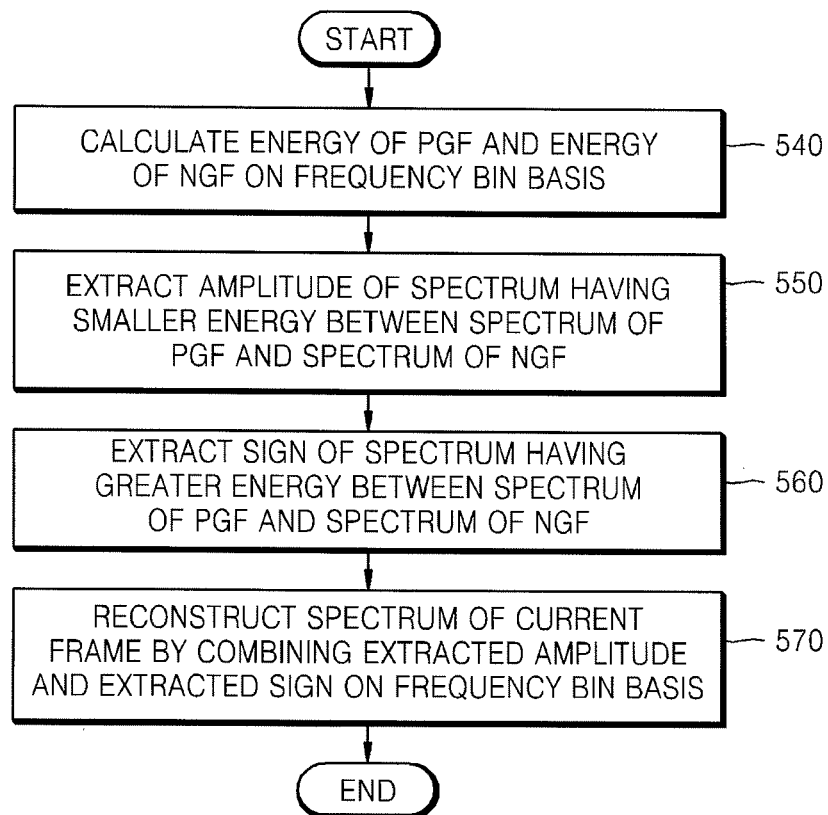 START
CALCULATE ENERGY OF PGF AND ENERGY
OF NGF ON FREQUENCY BIN BASIS
540
EXTRACT AMPLITUDE OF SPECTRUM HAVING
SMALLER ENERGY BETWEEN SPECTRUM OF
PGF AND SPECTRUM OF NGF
550
EXTRACT SIGN OF SPECTRUM HAVING
GREATER ENERGY BETWEEN SPECTRUM
OF PGF AND SPECTRUM OF NGF
560
RECONSTRUCT SPECTRUM OF CURRENT
FRAME BY COMBINING EXTRACTED AMPLITUDE
AND EXTRACTED SIGN ON FREQUENCY BIN BASIS
570
END